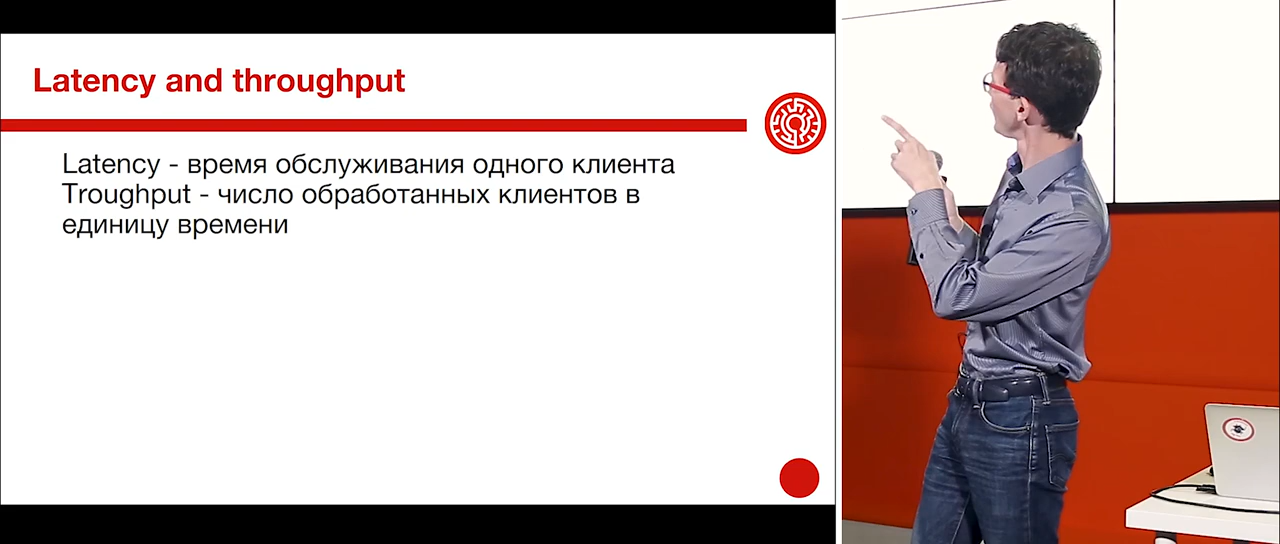 Latency and throughput
Latency - время обслуживания одного клиента
Troughput - число обработанных клиентов в
единицу времени